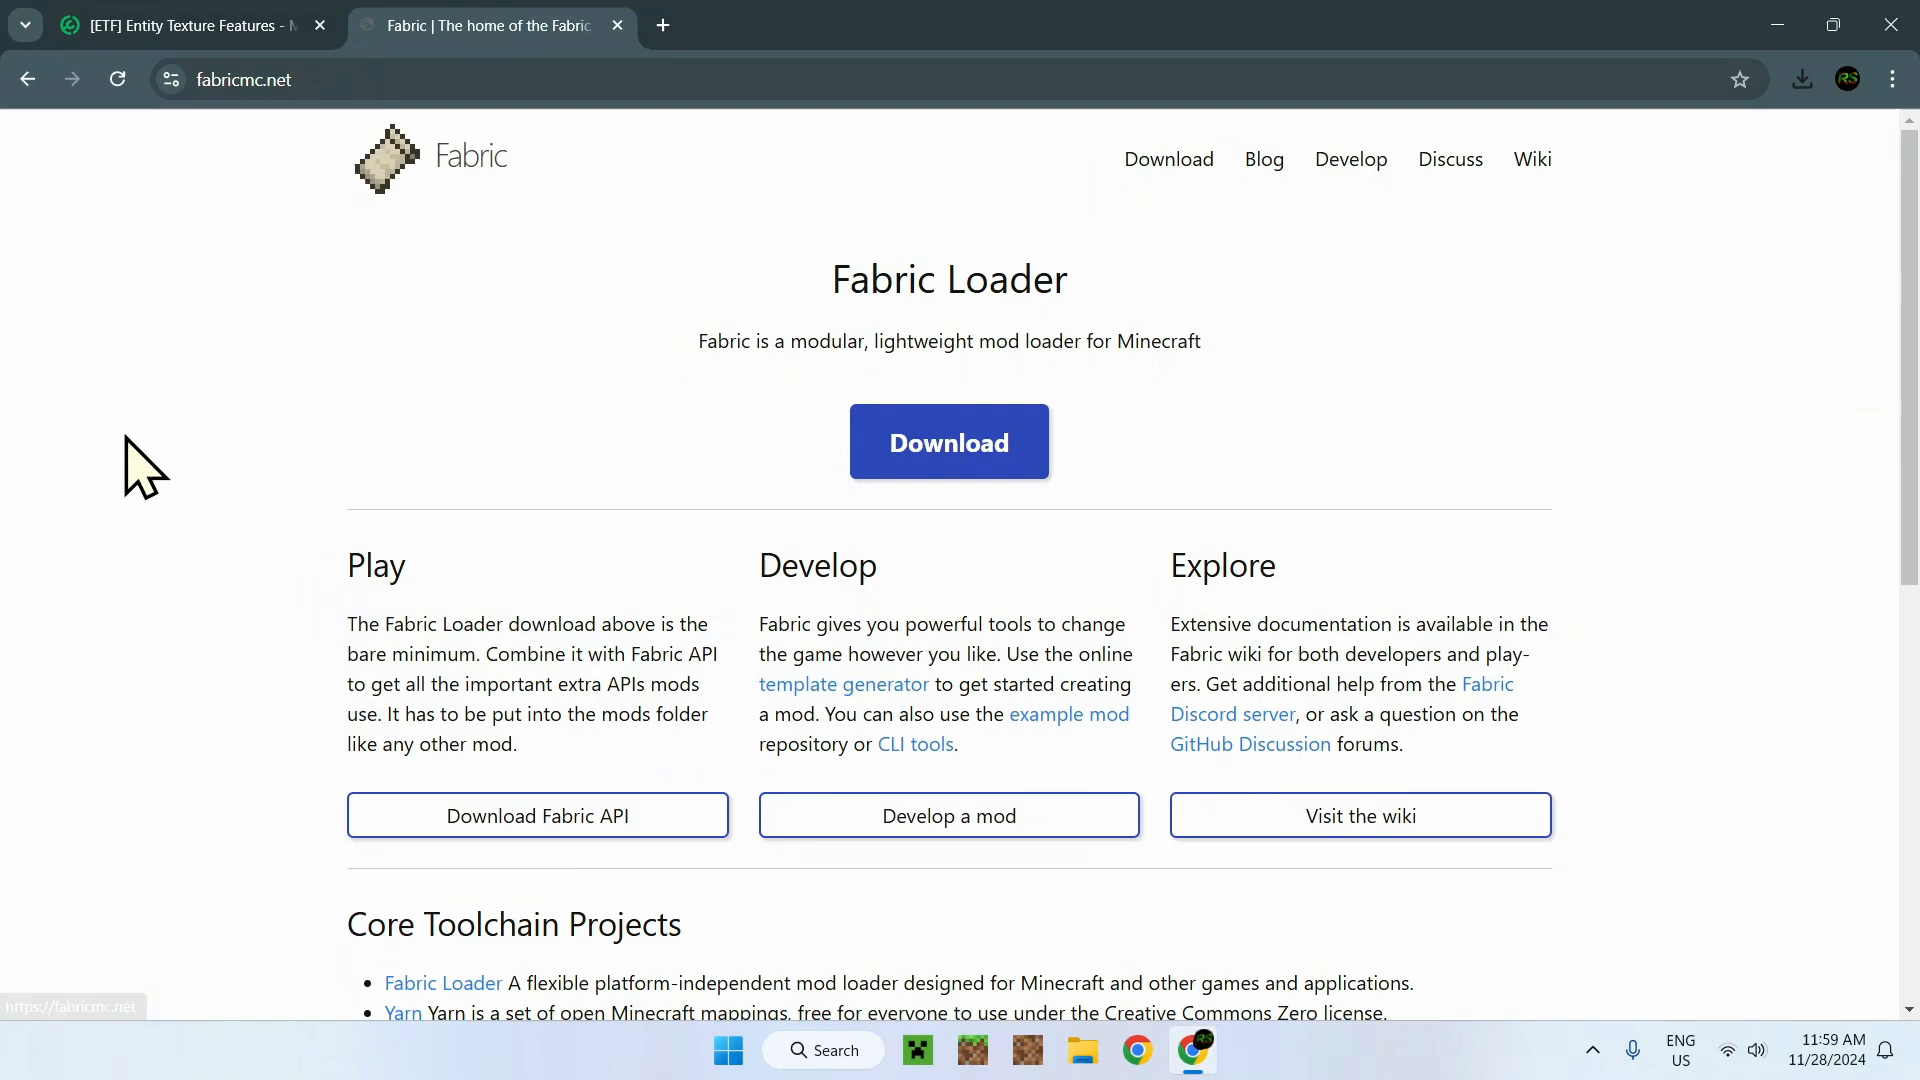 [ETF] Entity Texture Features - M
Fabric | The home of the Fabric
fabricmc.net
RS
Fabric
Download
Blog
Develop
Discuss
Wiki
Fabric Loader
Fabric is a modular, lightweight mod loader for Minecraft
Download
Play
The Fabric Loader download above is the
bare minimum. Combine it with Fabric API
to get all the important extra APIs mods
use. It has to be put into the mods folder
like any other mod.
Download Fabric API
Develop
Fabric gives you powerful tools to change
the game however you like. Use the online
template generator to get started creating
a mod. You can also use the example mod
repository or CLI tools.
Develop a mod
Explore
Extensive documentation is available in the
Fabric wiki for both developers and play-
ers. Get additional help from the Fabric
Discord server, or ask a question on the
GitHub Discussion forums.
Visit the wiki
Core Toolchain Projects
• Fabric Loader A flexible platform-independent mod loader designed for Minecraft and other games and applications.
• Yarn Yarn is a set of open Minecraft mappings, free for everyone to use under the Creative Commons Zero license.
https://fabricmc.net
Search
RS
ENG
US
11:59 AM
11/28/2024